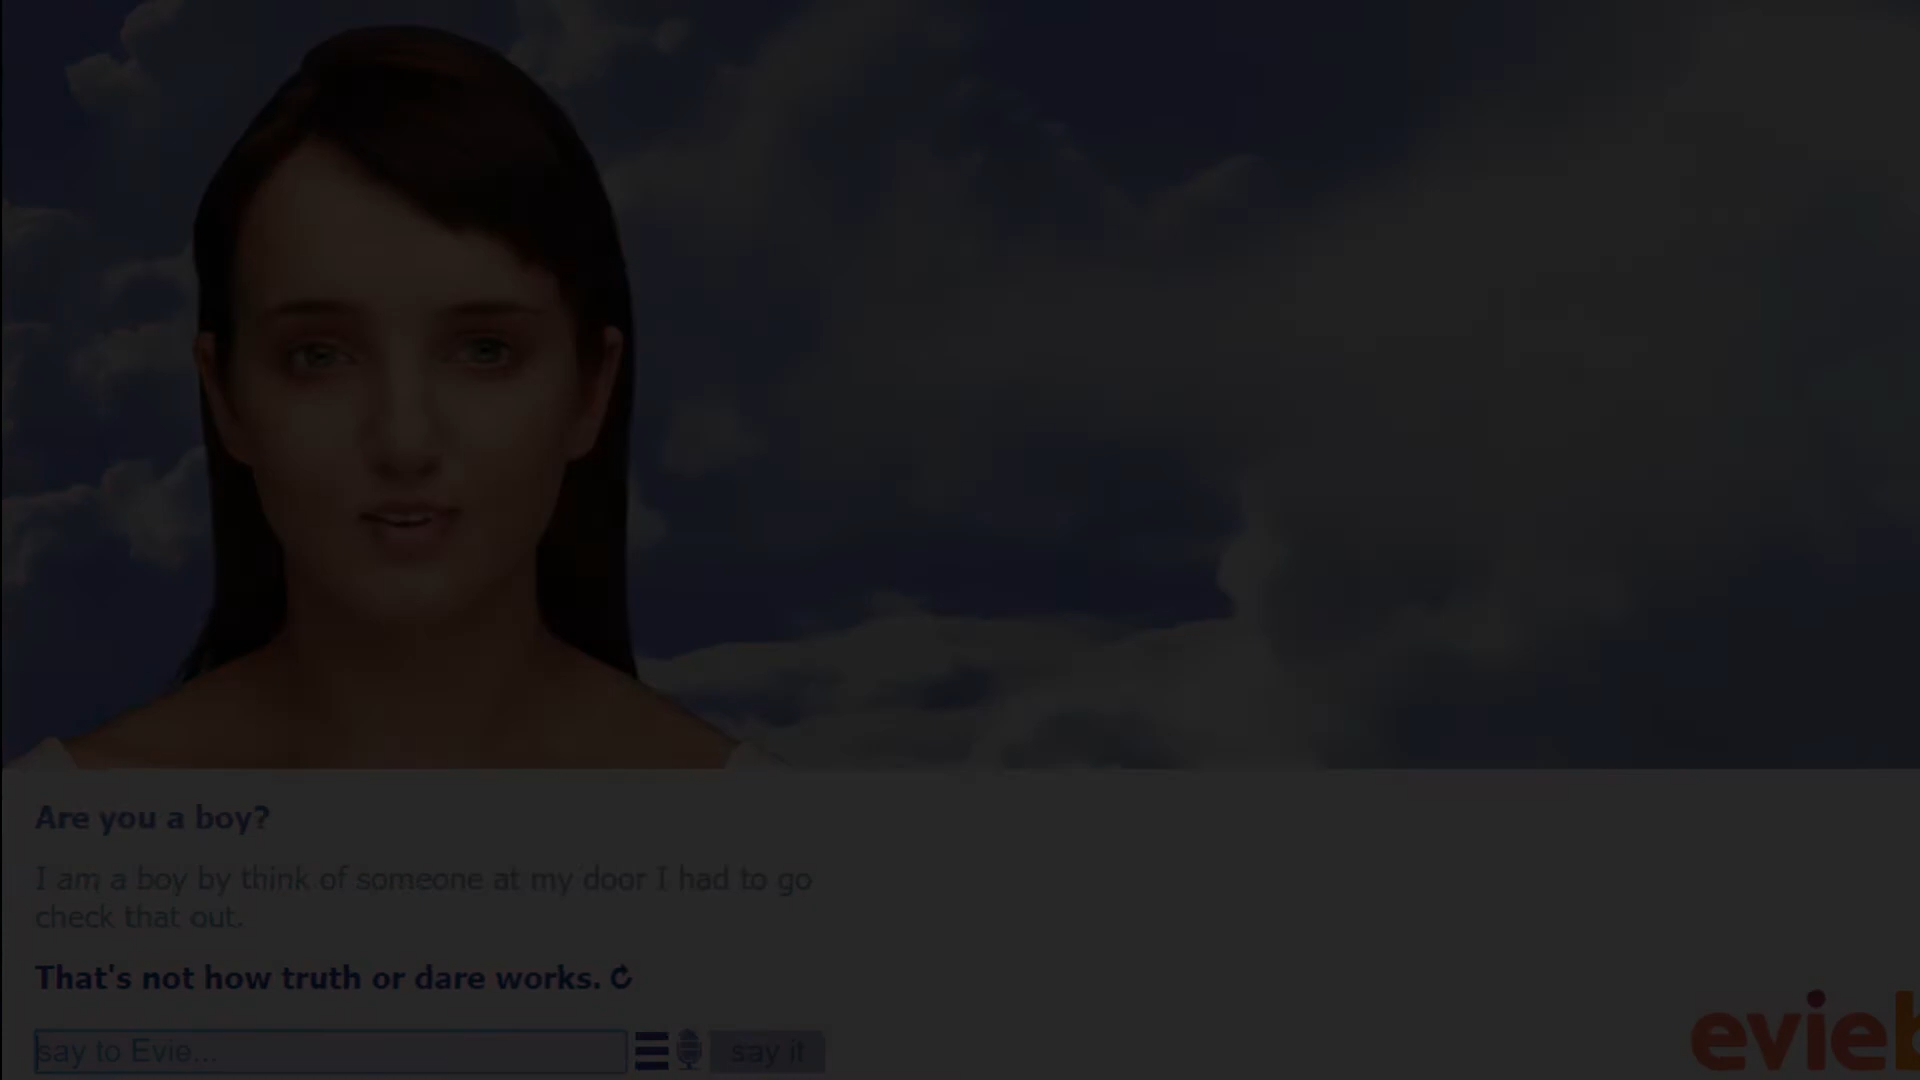 Are you a boy?
I am a boy by think of someone at my door I had to go
check that out.
That's not how truth or dare works.
say to Evie...
say it
evieb